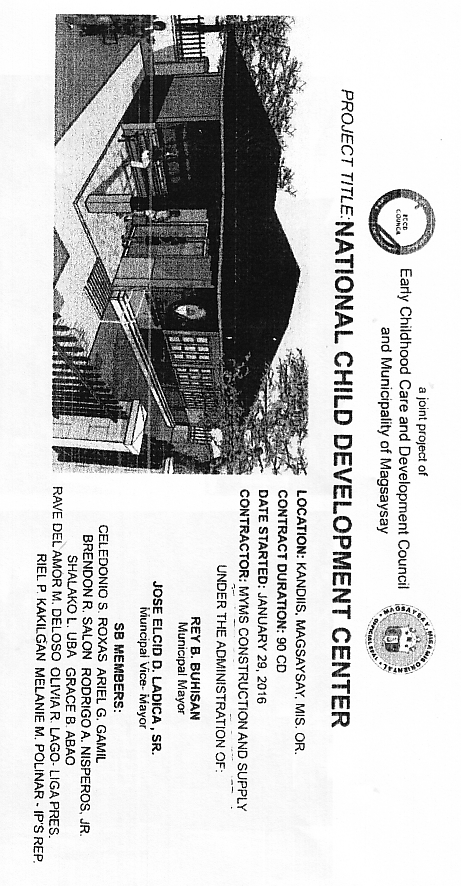 a joint project of
Early Childhood Care and Development Council
and Municipality of Magsaysay
ECCD COUNCIL
PROJECT TITLE: NATIONAL CHILD DEVELOPMENT CENTER
LOCATION: KANDIIS, MAGSAYSAY, MIS. OR.
CONTRACT DURATION: 90 CD
DATE STARTED: JANUARY 29, 2016
CONTRACTOR: MYMS CONSTRUCTION AND SUPPLY
UNDER THE ADMINISTRATION OF:
REY B. BUHISAN
Municipal Mayor
JOSE ELCID D. LADICA , SR.
Municipal Vice- Mayor
SB MEMBERS:
CELEDONIO S. ROXAS ARIEL G. GAMIL
BRENDON R. SALON RODRIGO A. NISPEROS, JR.
SHALAKO L. UBA GRACE B. ABAO
RAVE DEL AMOR M. DELOSO OLIVIA R. LAGO- LIGA PRES.
RIEL P. KAKILGAN MELANIE M. POLINAR - IP'S REP.